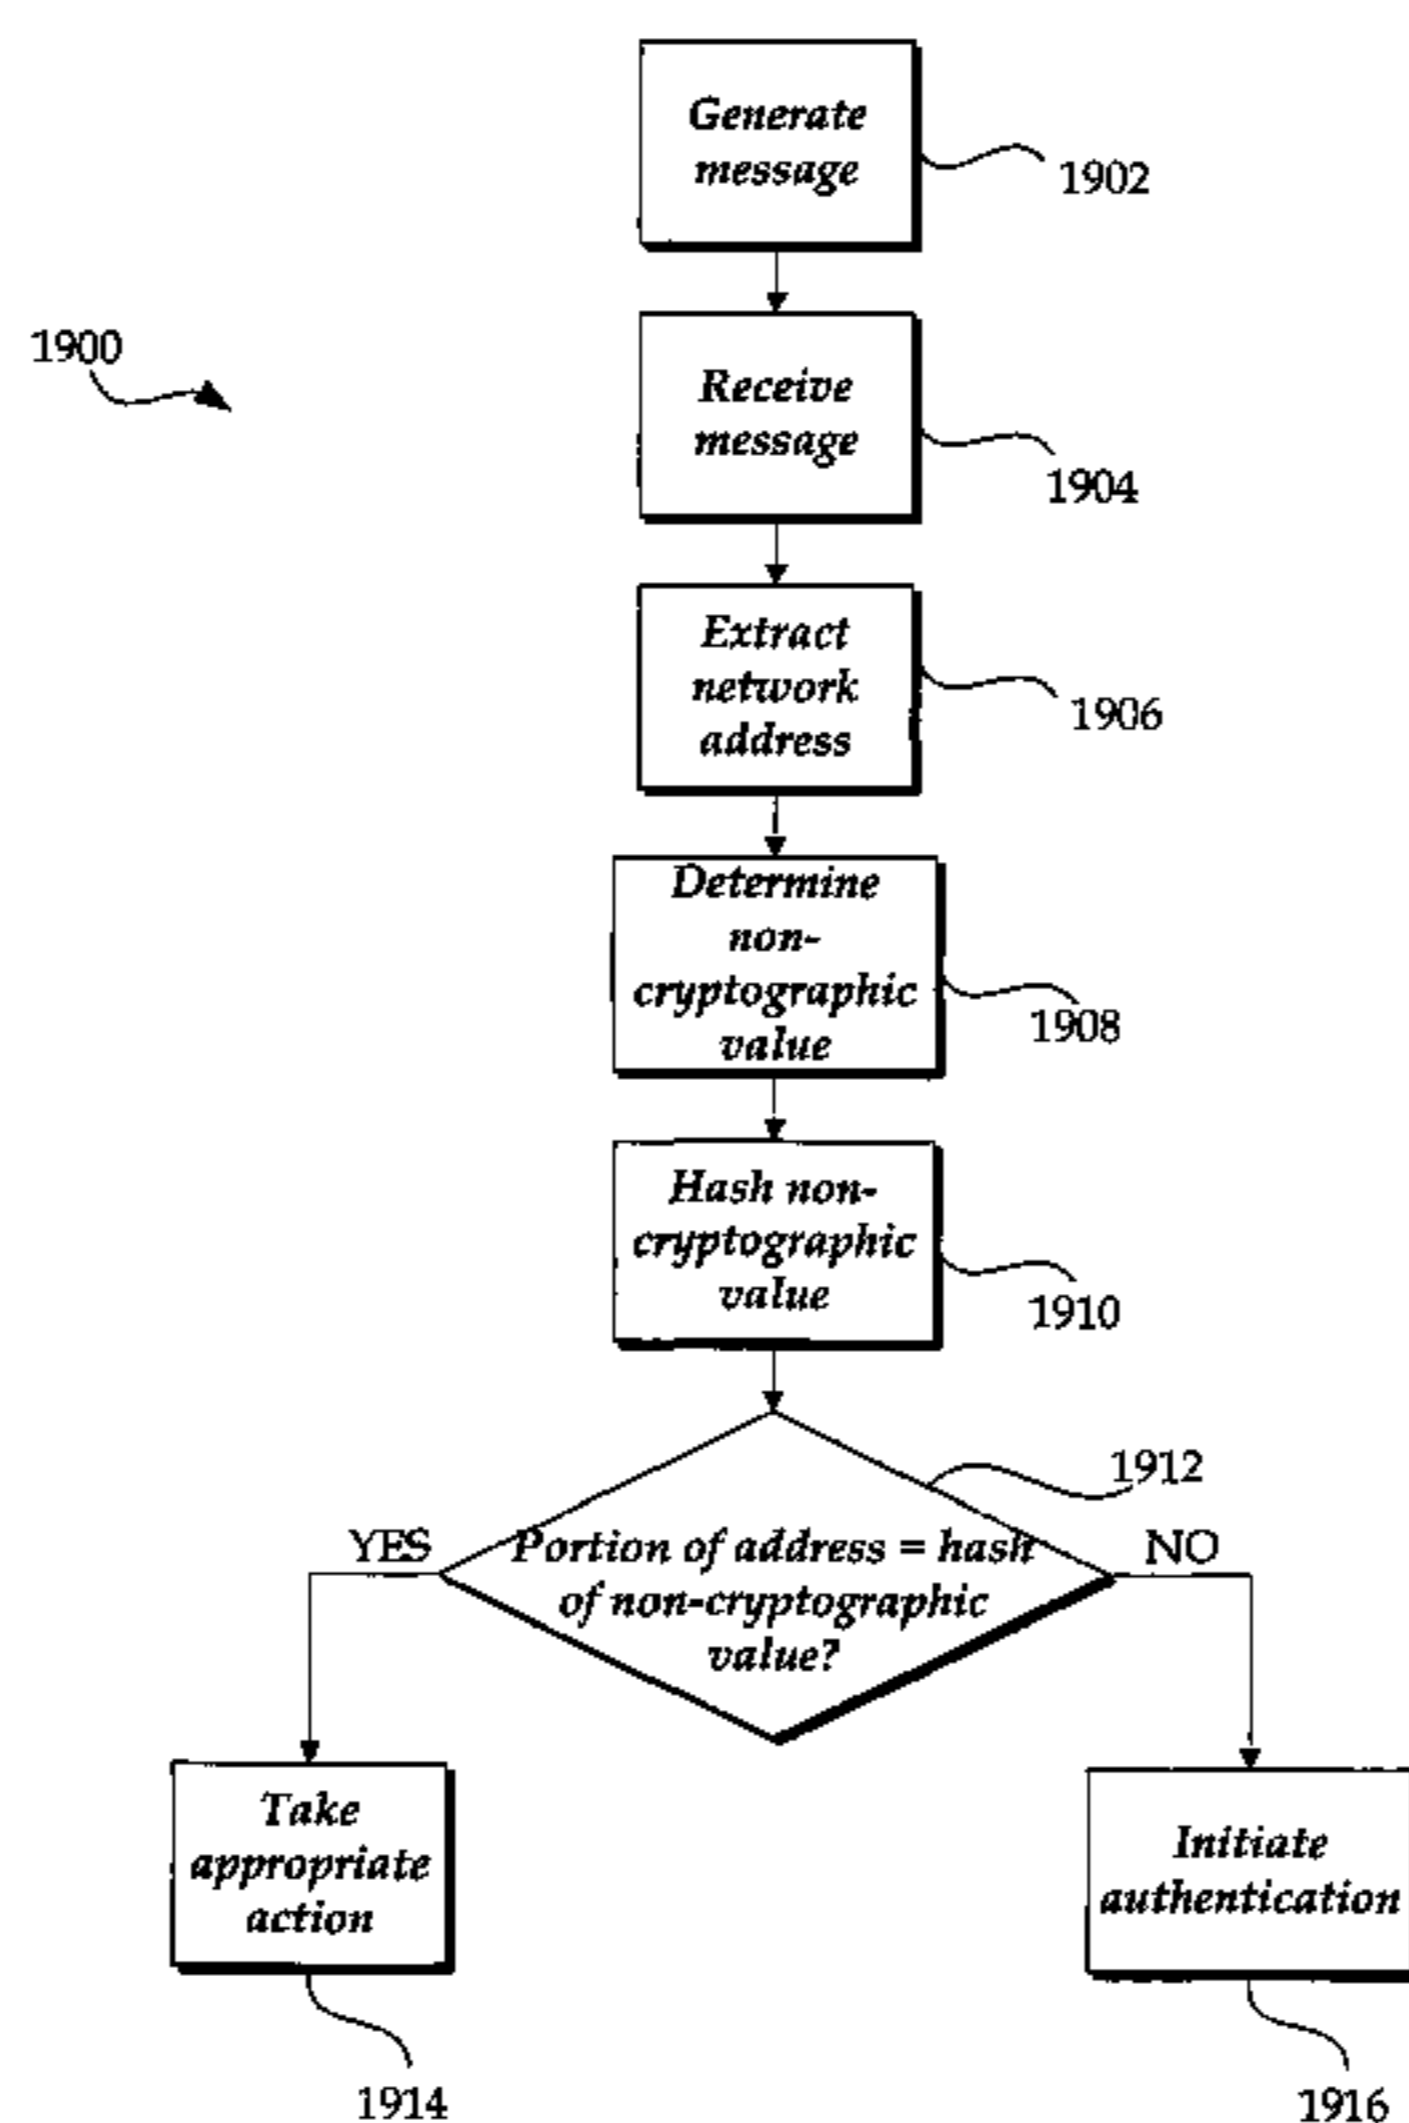 Generate
message
1902
1900
Receive
message
1904
Extract
network
address
1906
Determine
non-
cryptographic
value
1908
Hash non-
cryptographic
value
1910
1912
YES
Portion of address = hash
of non-cryptographic
value?
NO
Take
appropriate
action
Initiate
authentication
1914
1916